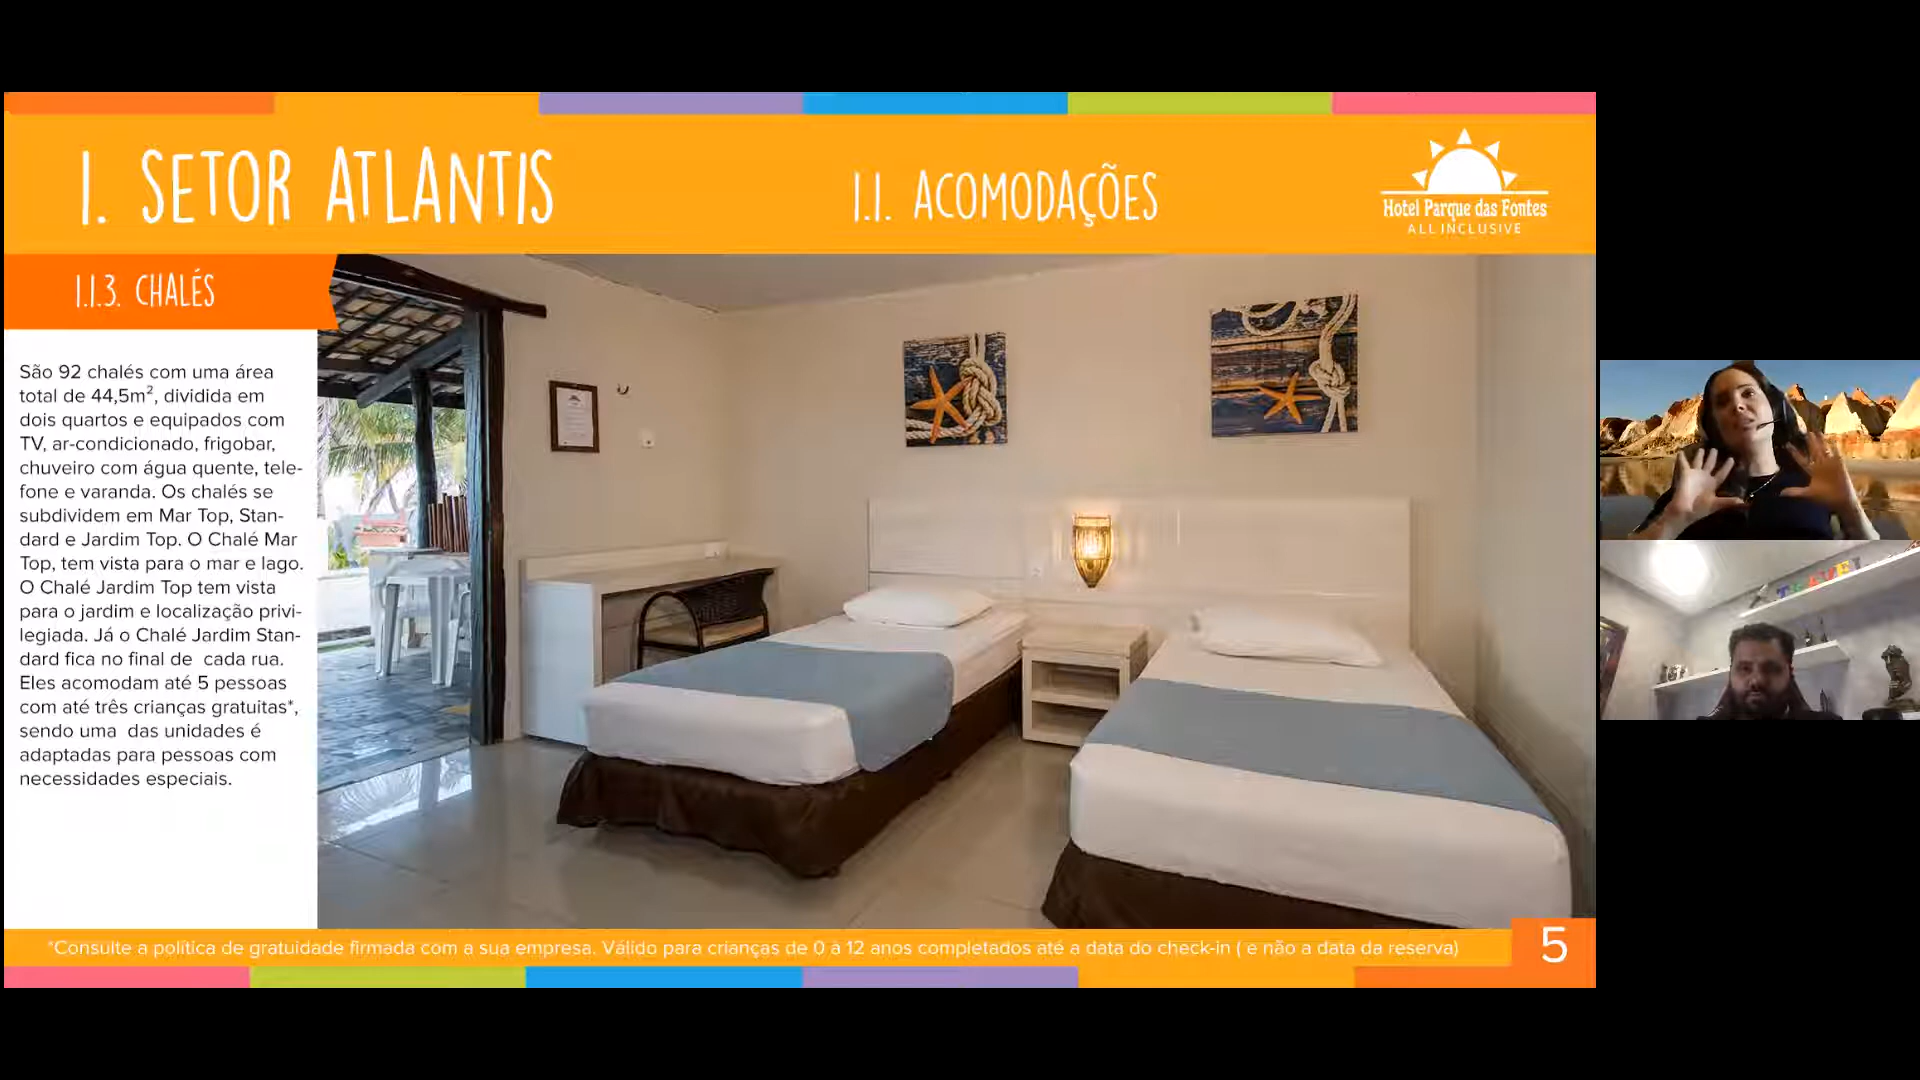 1. SETOR ATLANTIS
1.1. ACOMODAÇÕES
Hotel Parque das Fontes
ALL INCLUSIVE
1.1.3. CHALÉS
São 92 chalés com uma área
total de 44,5m², dividida em
dois quartos e equipados com
TV, ar-condicionado, frigobar,
chuveiro com água quente, tele-
fone e varanda. Os chalés se
subdividem em Mar Top, Stan-
dard e Jardim Top. O Chalé Mar
Top, tem vista para o mar e lago.
O Chalé Jardim Top tem vista
para o jardim e localização privi-
legiada. Já o Chalé Jardim Stan-
dard fica no final de cada rua.
Eles acomodam até 5 pessoas
com até três crianças gratuitas*,
sendo uma das unidades é
adaptadas para pessoas com
necessidades especiais.
TRAVEL
*Consulte a política de gratuidade firmada com a sua empresa. Válido para crianças de 0 à 12 anos completados até a data do check-in ( e não a data da reserva)
5